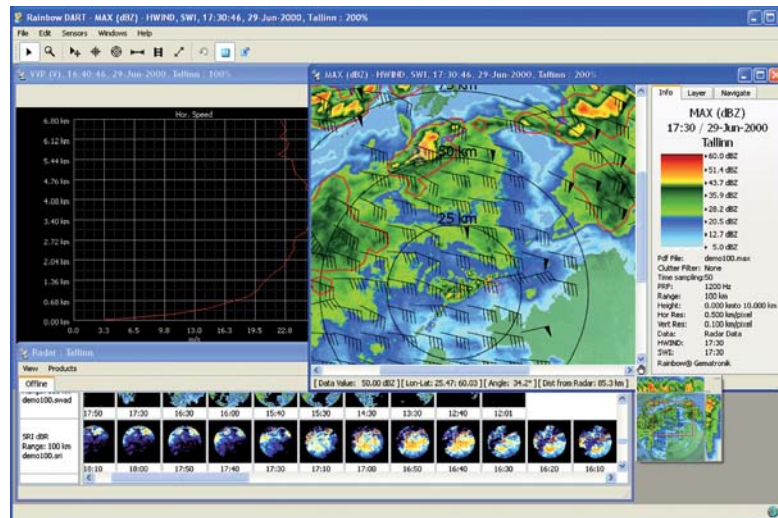 Rainbow DART - MAX (dBZ) - HWIND, SWI, 17:30:46, 29-Jun-2000, Tallinn : 200%
File Edit Sensors Windows Help
VVP (V), 16:40:46, 29-Jun-2000, Tallinn : 100%
Hor. Speed
6.80 km
6.12 km
5.44 km
4.76 km
4.08 km
3.40 km
2.72 km
2.04 km
1.36 km
0.68 km
0.00 km
0.0 3.3 6.5 9.8 13.0 16.3 19.5 22.8
m/s
MAX (dBZ) - HWIND, SWI, 17:30:46, 29-Jun-2000, Tallinn : 200%
75 km
50 km
25 km
[ Data Value: 50.00 dBZ ] [ Lon-Lat: 25.47; 60.03 ] [ Angle: 34.2° ] [ Dist from Radar: 85.3 km ]
Info Layer Navigate
MAX (dBZ)
17:30 / 29-Jun-2000
Tallinn
60.0 dBZ
51.4 dBZ
43.7 dBZ
35.9 dBZ
28.2 dBZ
20.5 dBZ
12.7 dBZ
5.0 dBZ
Pdf File: demo100.max
Clutter Filter: None
Time sampling:50
PRF: 1200 Hz
Range: 100 km
Height: 0.000 kmto 10.000 km
Hor Res: 0.500 km/pixel
Vert Res: 0.100 km/pixel
Data: Radar Data
HWIND: 17:30
SWI: 17:30
Rainbow® Gematronik
Radar : Tallinn
View Products
Offline
demo100.swad
17:50 17:30 16:30 16:00 15:40 15:30 14:30 13:30 12:40 12:01
SRI dBR
Range: 100 km
demo100.sri
18:10 18:00 17:50 17:40 17:30 17:10 17:00 16:50 16:40 16:30 16:20 16:10